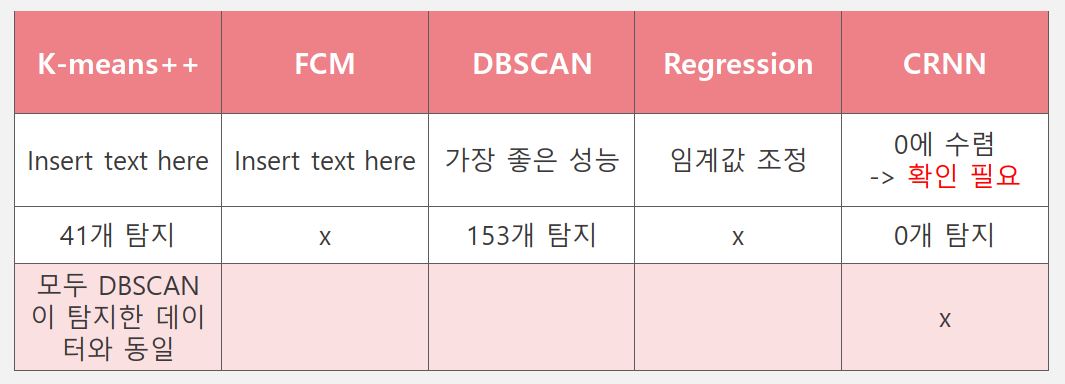 K-means++ FCM DBSCAN Regression CRNN
Insert text here Insert text here 가장 좋은 성능 임계값 조정 0에 수렴
-> 확인 필요
41개 탐지 x 153개 탐지 x 0개 탐지
모두 DBSCAN
이 탐지한 데이
터와 동일
x